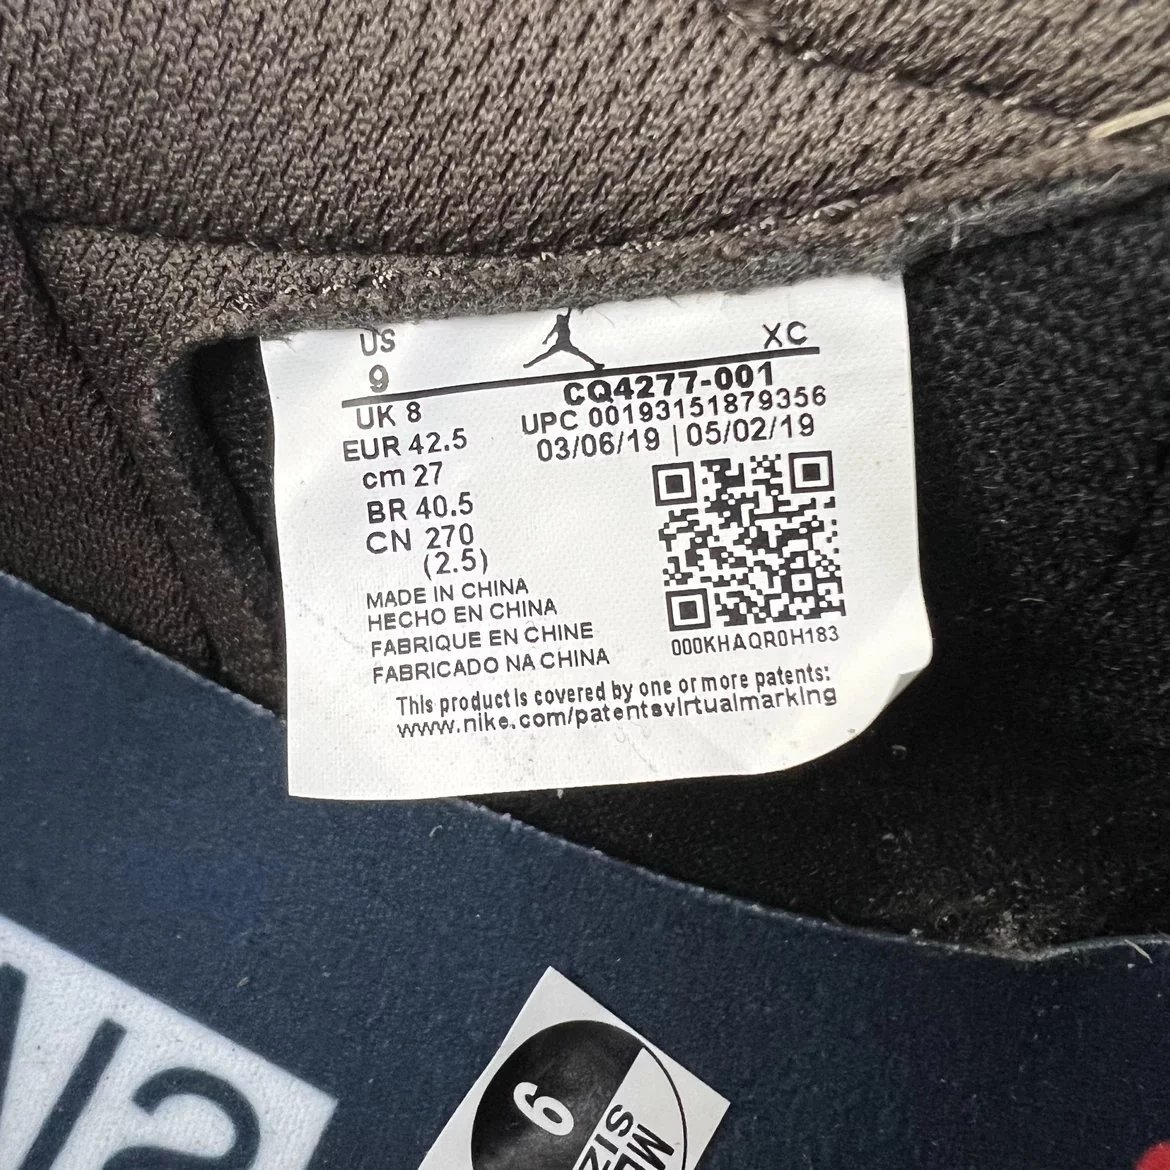 US
XC
9
CQ4277-001
UK 8
UPC 00193151879356
EUR 42.5
03/06/19 | 05/02/19
cm 27
BR 40.5
CN 270
(2.5)
MADE IN CHINA
HECHO EN CHINA
FABRIQUE EN CHINE
FABRICADO NA CHINA
000KHAQR0H183
This product is covered by one or more patents:
www.nike.com/patentsvirtualmarking
9